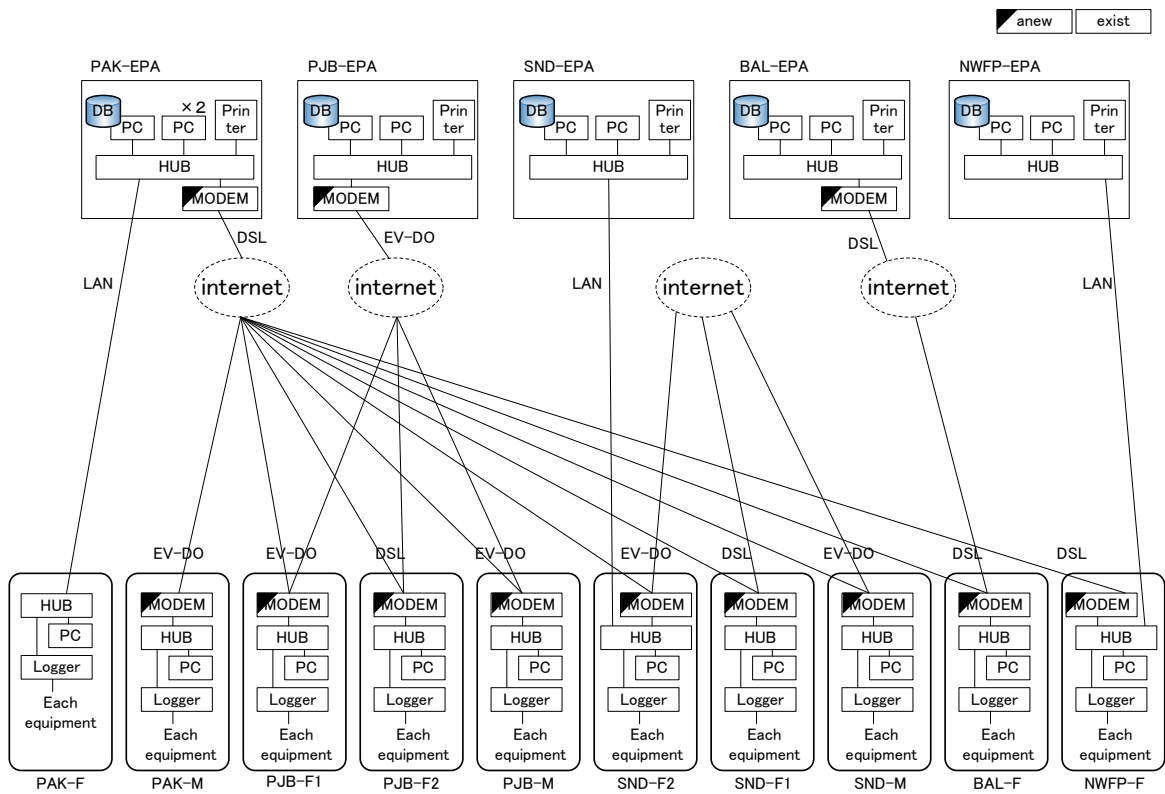 anew exist
PAK-EPA PJB-EPA SND-EPA BAL-EPA NWFP-EPA
DB PC ×2 PC Prin
ter
HUB
MODEM
DB PC PC Prin
ter
HUB
MODEM
DB PC PC Prin
ter
HUB
DB PC PC Prin
ter
HUB
MODEM
DB PC PC Prin
ter
HUB
DSL EV-DO DSL
LAN internet internet LAN internet internet LAN
EV-DO EV-DO DSL EV-DO EV-DO DSL EV-DO DSL DSL
HUB
PC
Logger
Each
equipment
PAK-F
MODEM
HUB
PC
Logger
Each
equipment
PAK-M
MODEM
HUB
PC
Logger
Each
equipment
PJB-F1
MODEM
HUB
PC
Logger
Each
equipment
PJB-F2
MODEM
HUB
PC
Logger
Each
equipment
PJB-M
MODEM
HUB
PC
Logger
Each
equipment
SND-F2
MODEM
HUB
PC
Logger
Each
equipment
SND-F1
MODEM
HUB
PC
Logger
Each
equipment
SND-M
MODEM
HUB
PC
Logger
Each
equipment
BAL-F
MODEM
HUB
PC
Logger
Each
equipment
NWFP-F